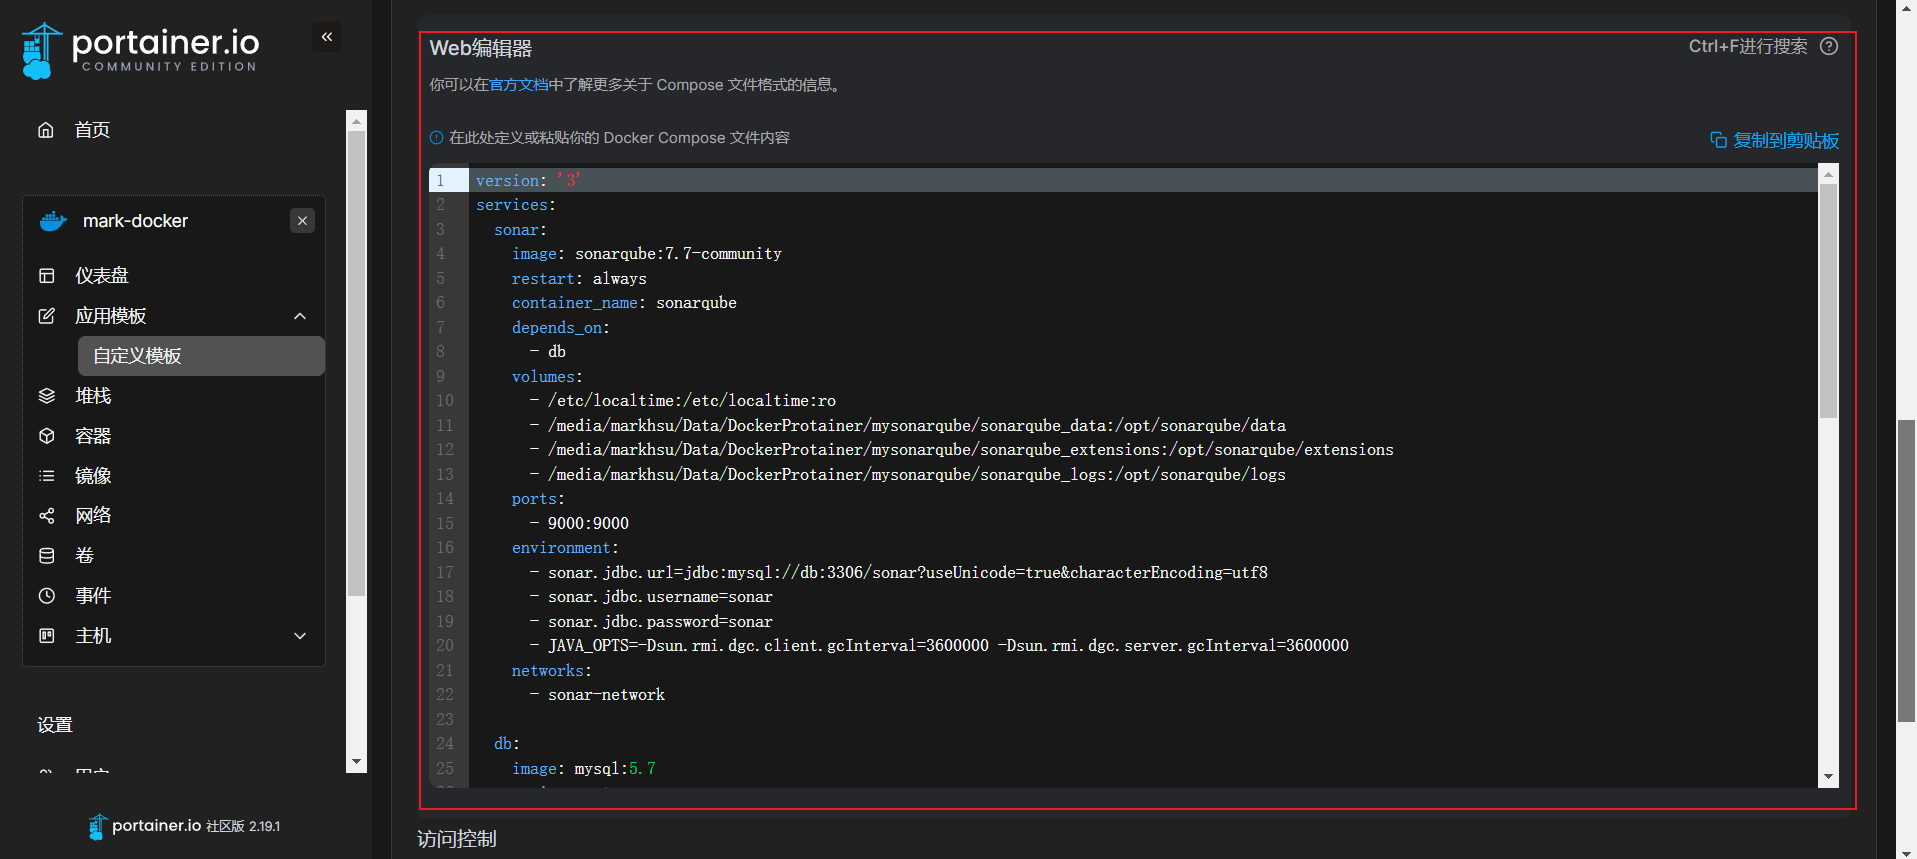 portainer.io
COMMUNITY EDITION
首页
mark-docker
仪表盘
应用模板
自定义模板
堆栈
容器
镜像
网络
卷
事件
主机
设置
portainer.io 社区版 2.19.1
Web编辑器
Ctrl+F进行搜索
你可以在官方文档中了解更多关于 Compose 文件格式的信息。
在此处定义或粘贴你的 Docker Compose 文件内容
复制到剪贴板
1 version: '3'
2 services:
3 sonar:
4 image: sonarqube:7.7-community
5 restart: always
6 container_name: sonarqube
7 depends_on:
8 - db
9 volumes:
10 - /etc/localtime:/etc/localtime:ro
11 - /media/markhsu/Data/DockerProtainer/mysonarqube/sonarqube_data:/opt/sonarqube/data
12 - /media/markhsu/Data/DockerProtainer/mysonarqube/sonarqube_extensions:/opt/sonarqube/extensions
13 - /media/markhsu/Data/DockerProtainer/mysonarqube/sonarqube_logs:/opt/sonarqube/logs
14 ports:
15 - 9000:9000
16 environment:
17 - sonar.jdbc.url=jdbc:mysql://db:3306/sonar?useUnicode=true&characterEncoding=utf8
18 - sonar.jdbc.username=sonar
19 - sonar.jdbc.password=sonar
20 - JAVA_OPTS=-Dsun.rmi.dgc.client.gcInterval=3600000 -Dsun.rmi.dgc.server.gcInterval=3600000
21 networks:
22 - sonar-network
23
24 db:
25 image: mysql:5.7
访问控制